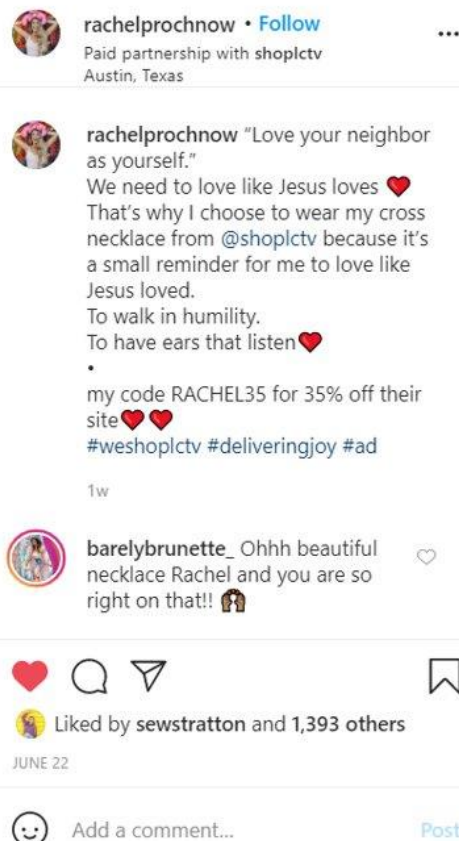 rachelprochnow • Follow
Paid partnership with shoplctv
Austin, Texas
rachelprochnow “Love your neighbor
as yourself.”
We need to love like Jesus loves ❤️
That’s why I choose to wear my cross
necklace from @shoplctv because it’s
a small reminder for me to love like
Jesus loved.
To walk in humility.
To have ears that listen❤️
•
my code RACHEL35 for 35% off their
site❤️❤️
#weshoplctv #deliveringjoy #ad
1w
barelybrunette_ Ohhh beautiful
necklace Rachel and you are so
right on that!! 🙌🏾
Liked by sewstratton and 1,393 others
JUNE 22
Add a comment...
Post